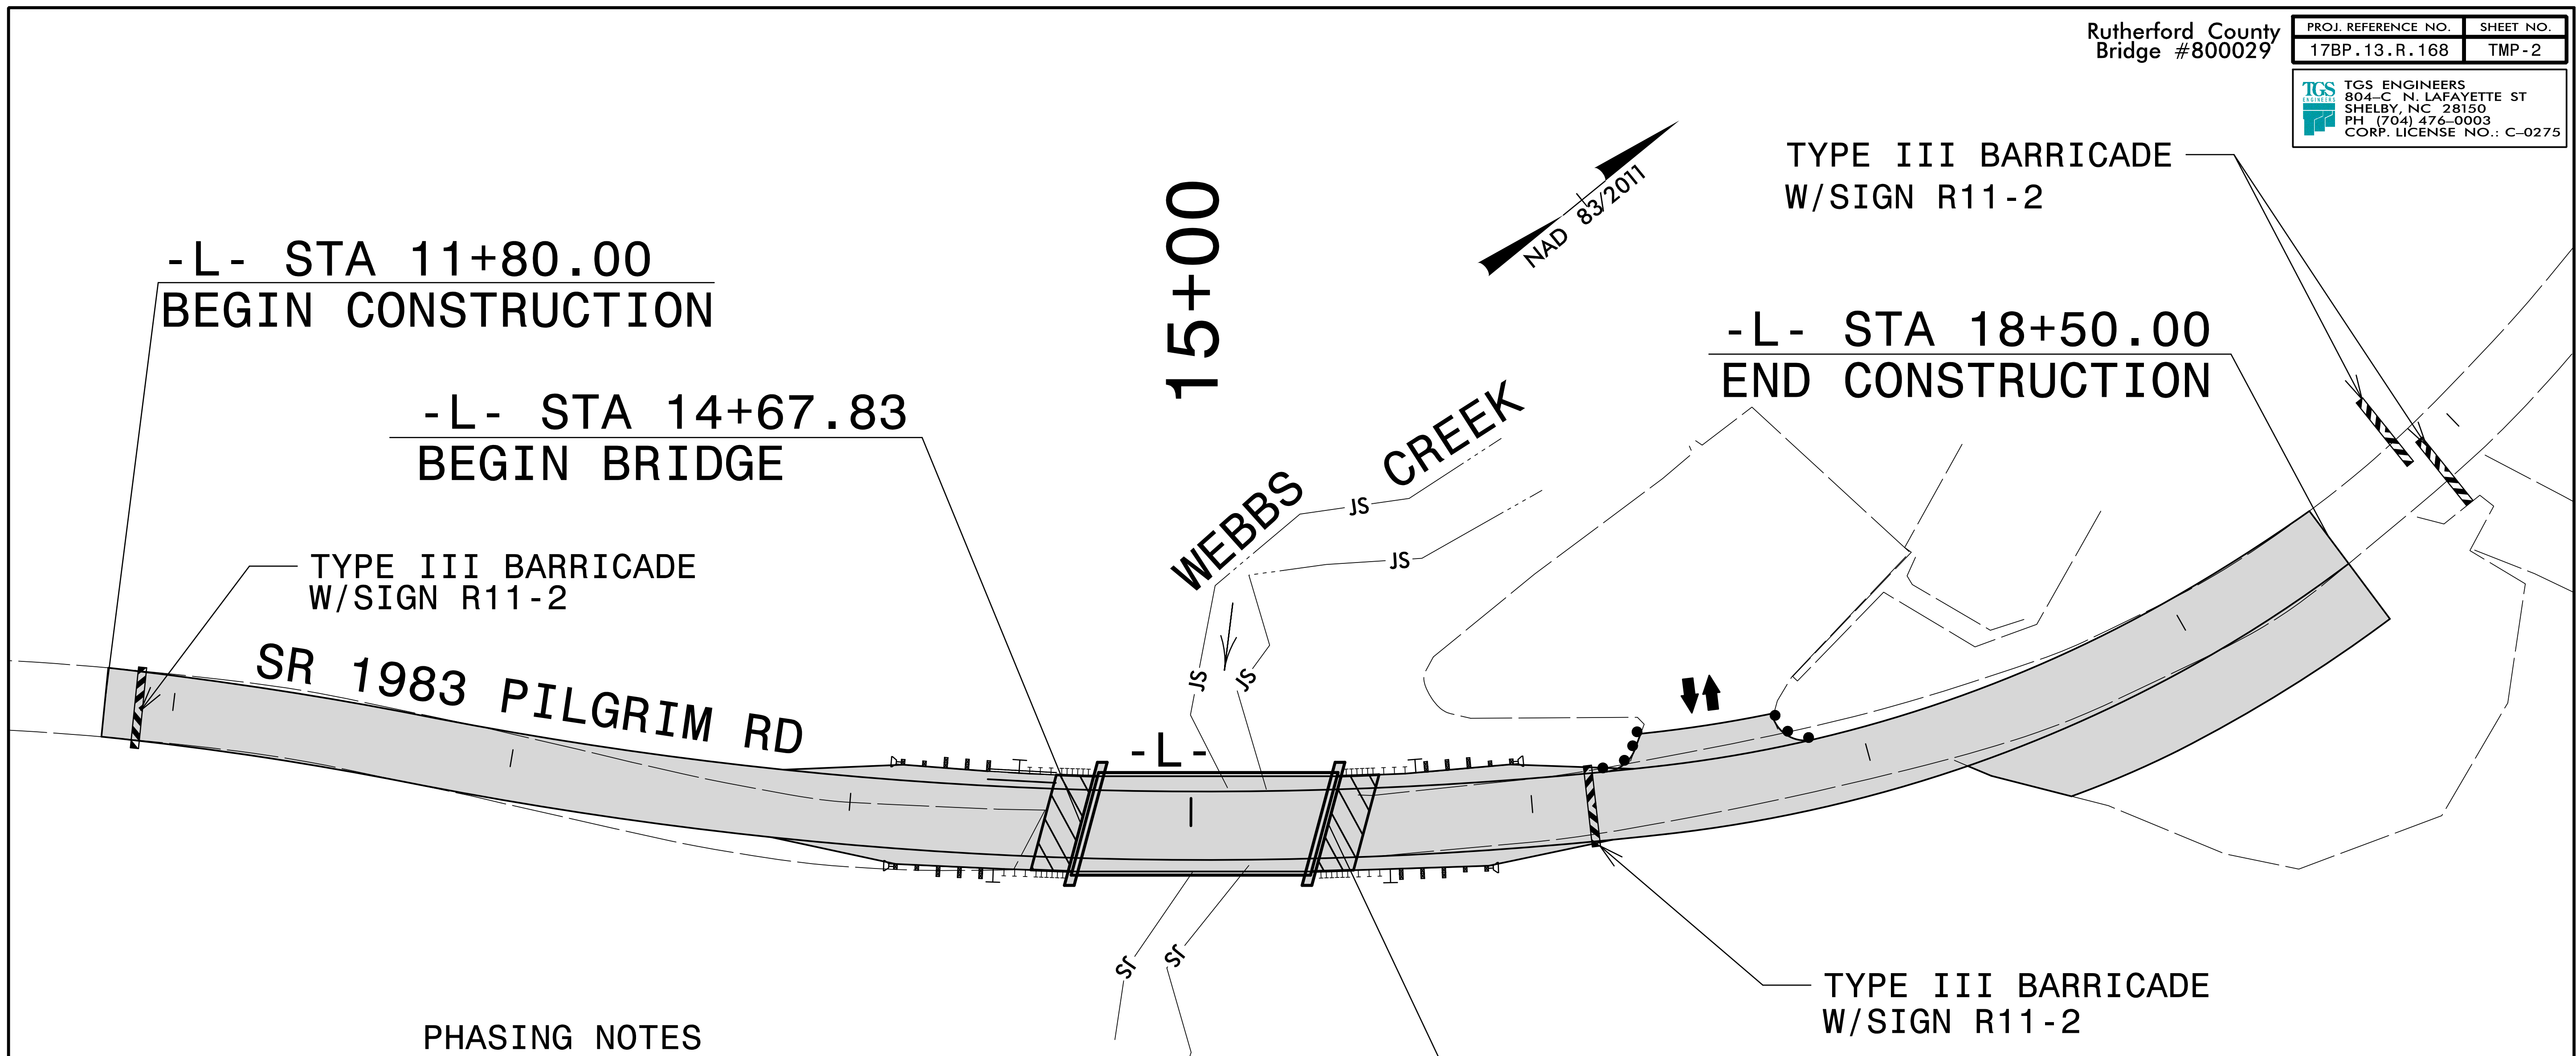 Rutherford County
Bridge #800029
PROJ. REFERENCE NO. SHEET NO.
17BP.13.R.168 TMP-2
TGS
ENGINEERS
TGS ENGINEERS
804-C N. LAFAYETTE ST
SHELBY, NC 28150
PH (704) 476-0003
CORP. LICENSE NO.: C-0275
TYPE III BARRICADE
W/SIGN R11-2
NAD 83/2011
15+00
-L- STA 11+80.00
BEGIN CONSTRUCTION
-L- STA 18+50.00
END CONSTRUCTION
-L- STA 14+67.83
BEGIN BRIDGE
WEBBS CREEK
JS
JS
TYPE III BARRICADE
W/SIGN R11-2
SR 1983 PILGRIM RD
JS
JS
-L-
JS
JS
TYPE III BARRICADE
W/SIGN R11-2
PHASING NOTES